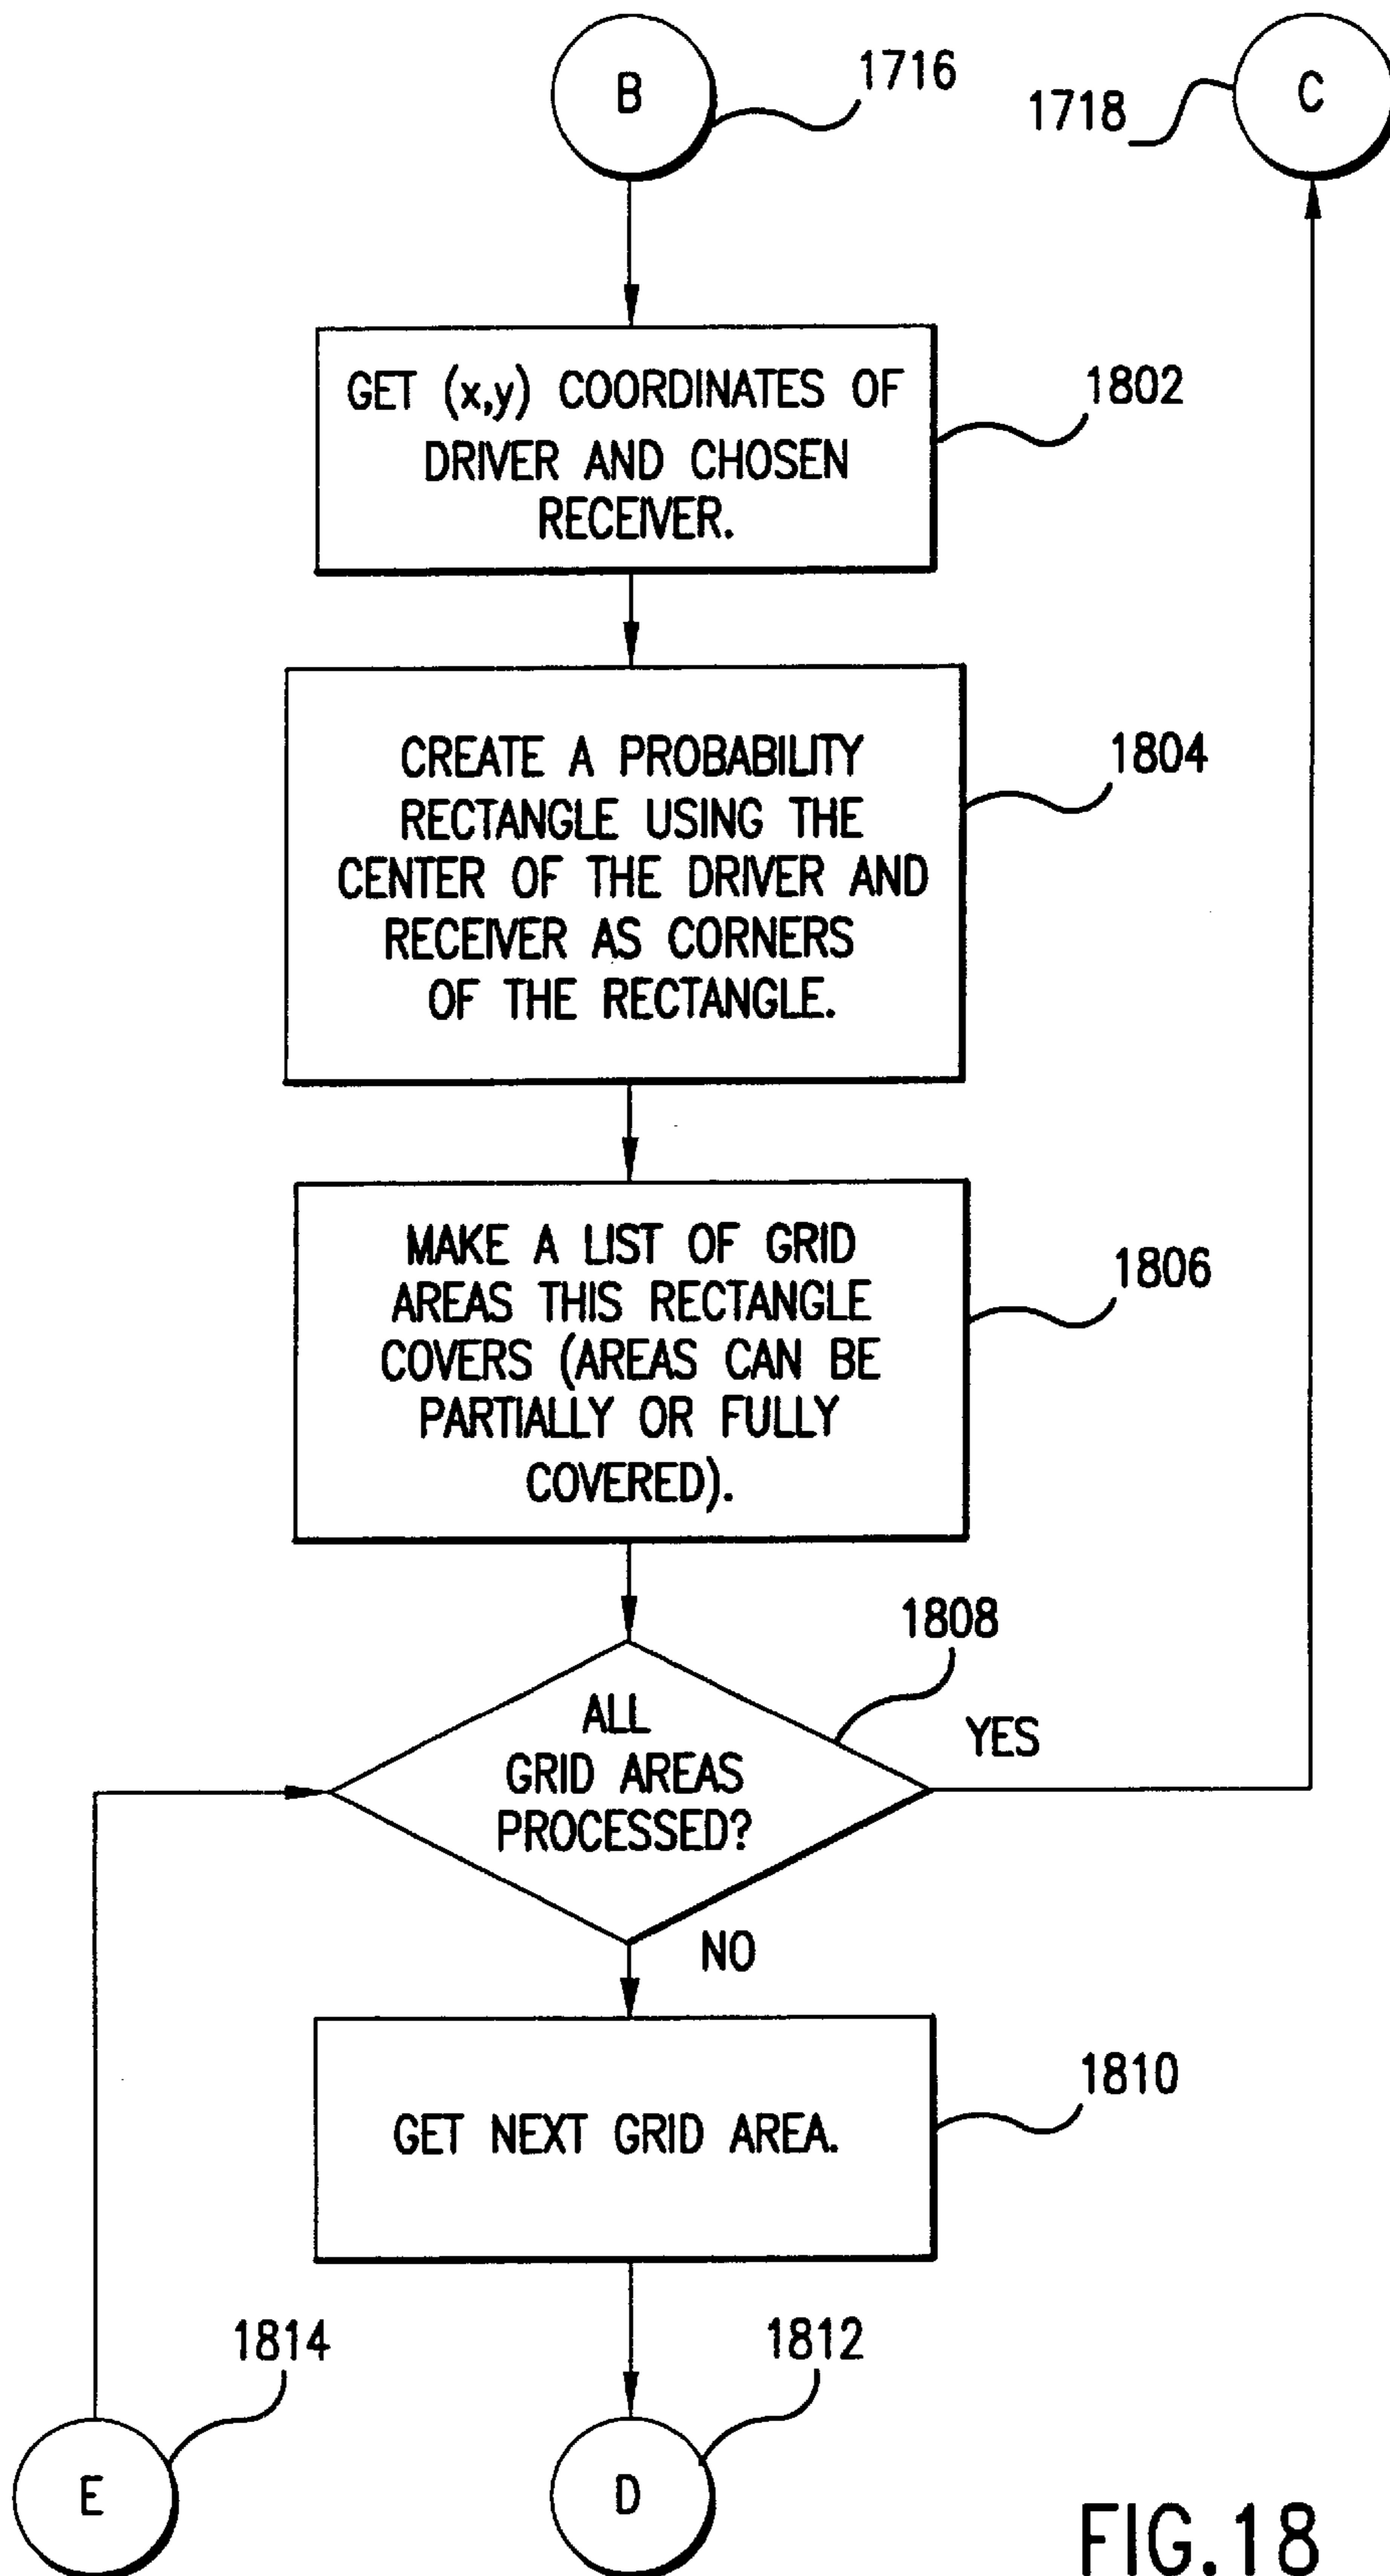 B
1716
1718
C
GET (x,y) COORDINATES OF
DRIVER AND CHOSEN
RECEIVER.
1802
CREATE A PROBABILITY
RECTANGLE USING THE
CENTER OF THE DRIVER AND
RECEIVER AS CORNERS
OF THE RECTANGLE.
1804
MAKE A LIST OF GRID
AREAS THIS RECTANGLE
COVERS (AREAS CAN BE
PARTIALLY OR FULLY
COVERED).
1806
1808
ALL
GRID AREAS
PROCESSED?
YES
NO
GET NEXT GRID AREA.
1810
1814
1812
E
D
FIG.18